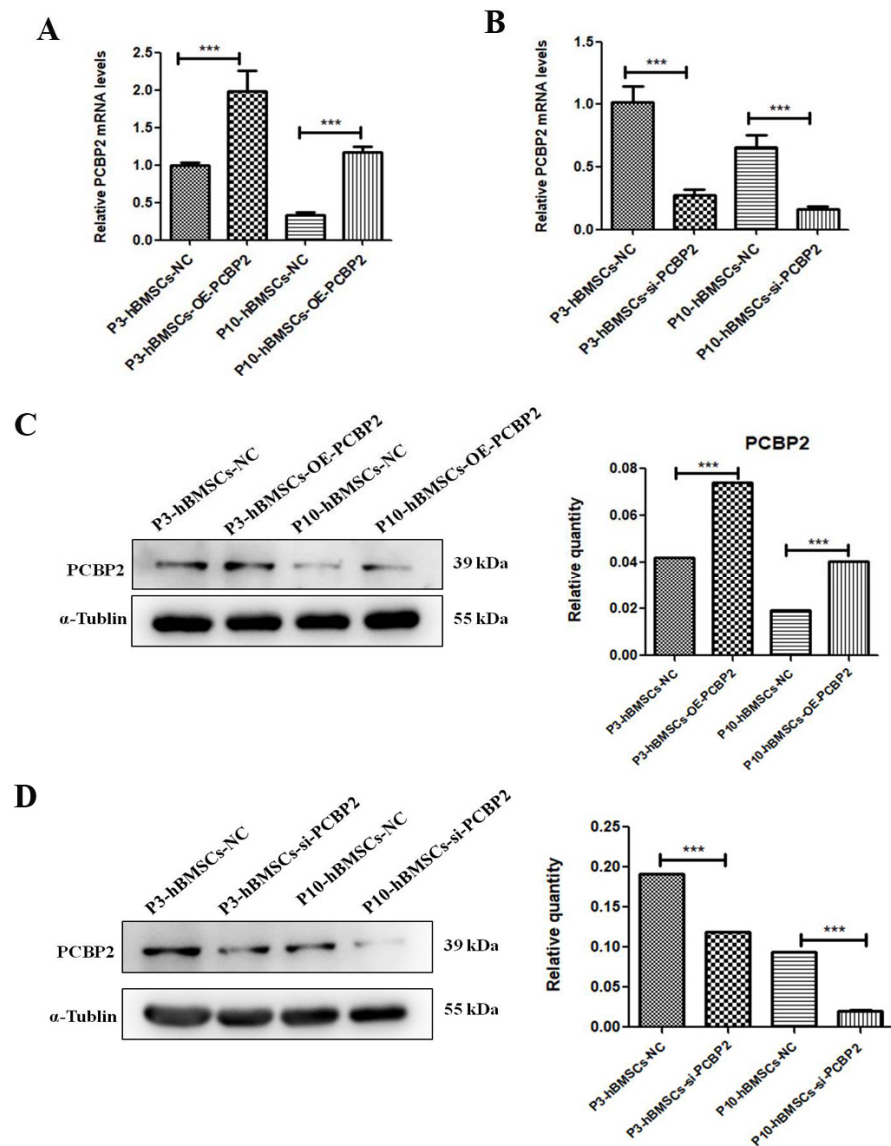 A
Relative PCBP2 mRNA levels
2.5
2.0
1.5
1.0
0.5
0.0
***
***
P3-hBMSCs-NC
P3-hBMSCs-OE-PCBP2
P10-hBMSCs-NC
P10-hBMSCs-OE-PCBP2
B
Relative PCBP2 mRNA levels
1.5
1.0
0.5
0.0
***
***
P3-hBMSCs-NC
P3-hBMSCs-si-PCBP2
P10-hBMSCs-NC
P10-hBMSCs-si-PCBP2
C
P3-hBMSCs-NC
P3-hBMSCs-OE-PCBP2
P10-hBMSCs-NC
P10-hBMSCs-OE-PCBP2
PCBP2
39 kDa
α-Tublin
55 kDa
PCBP2
Relative quantity
0.08
0.06
0.04
0.02
0.00
***
***
P3-hBMSCs-NC
P3-hBMSCs-OE-PCBP2
P10-hBMSCs-NC
P10-hBMSCs-OE-PCBP2
D
P3-hBMSCs-NC
P3-hBMSCs-si-PCBP2
P10-hBMSCs-NC
P10-hBMSCs-si-PCBP2
PCBP2
39 kDa
α-Tublin
55 kDa
Relative quantity
0.25
0.20
0.15
0.10
0.05
0.00
***
***
P3-hBMSCs-NC
P3-hBMSCs-si-PCBP2
P10-hBMSCs-NC
P10-hBMSCs-si-PCBP2